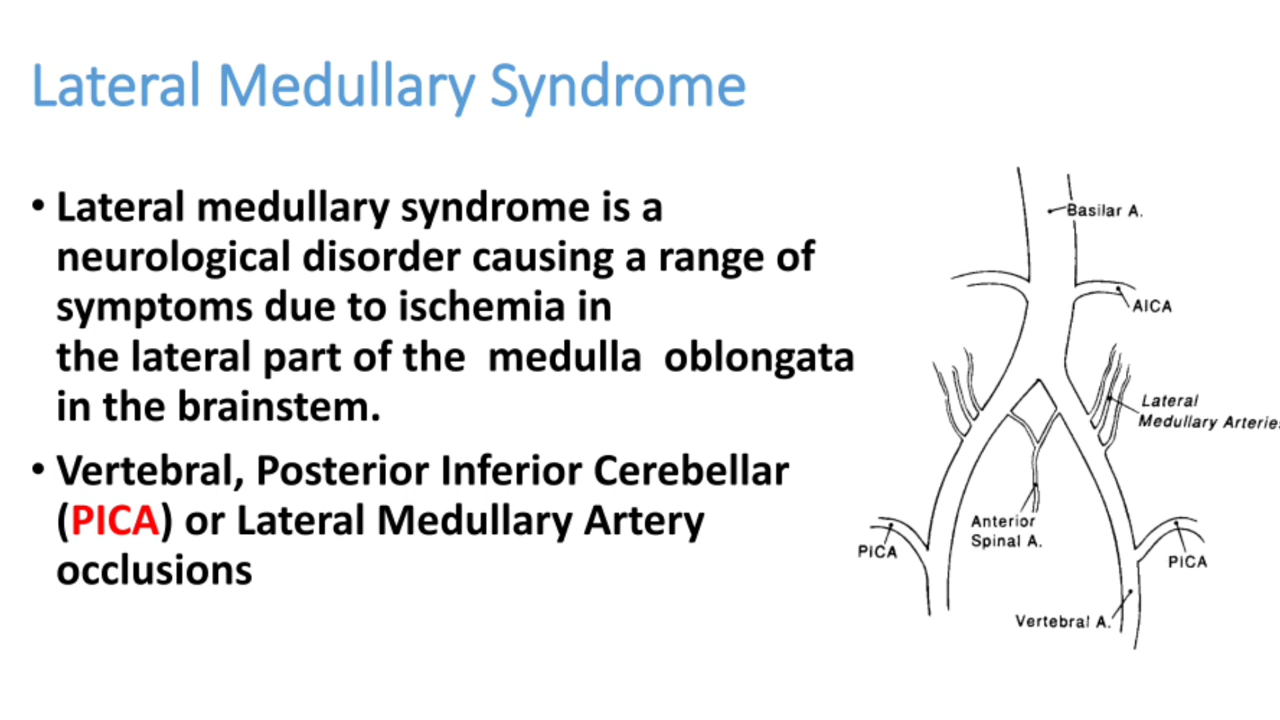 Lateral Medullary Syndrome
• Lateral medullary syndrome is a
neurological disorder causing a range of
symptoms due to ischemia in
the lateral part of the medulla oblongata
in the brainstem.
• Vertebral, Posterior Inferior Cerebellar
(PICA) or Lateral Medullary Artery
occlusions
Basilar A.
AICA
Lateral
Medullary Arteries
Anterior
Spinal A.
PICA
PICA
Vertebral A.